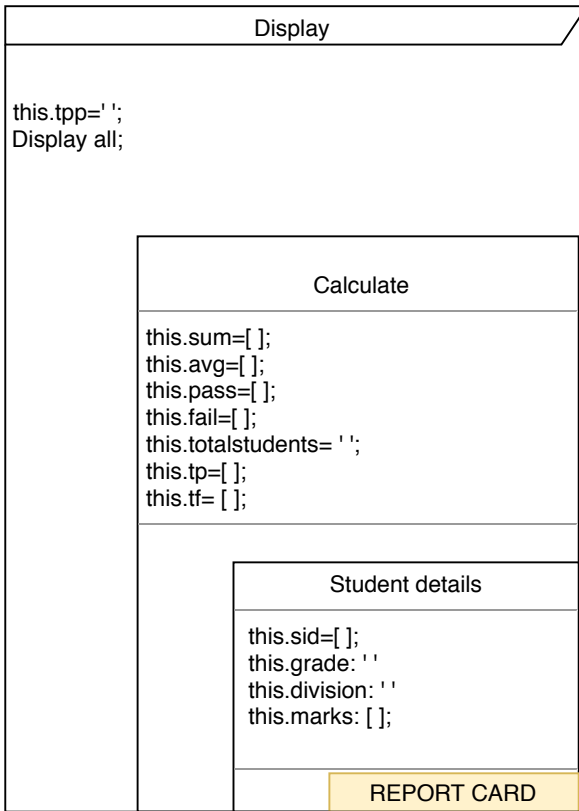 Display
this.tpp=' ';
Display all;
Calculate
this.sum=[ ];
this.avg=[ ];
this.pass=[ ];
this.fail=[ ];
this.totalstudents= ' ';
this.tp=[ ];
this.tf= [ ];
Student details
this.sid=[ ];
this.grade: ' '
this.division: ' '
this.marks: [ ];
REPORT CARD